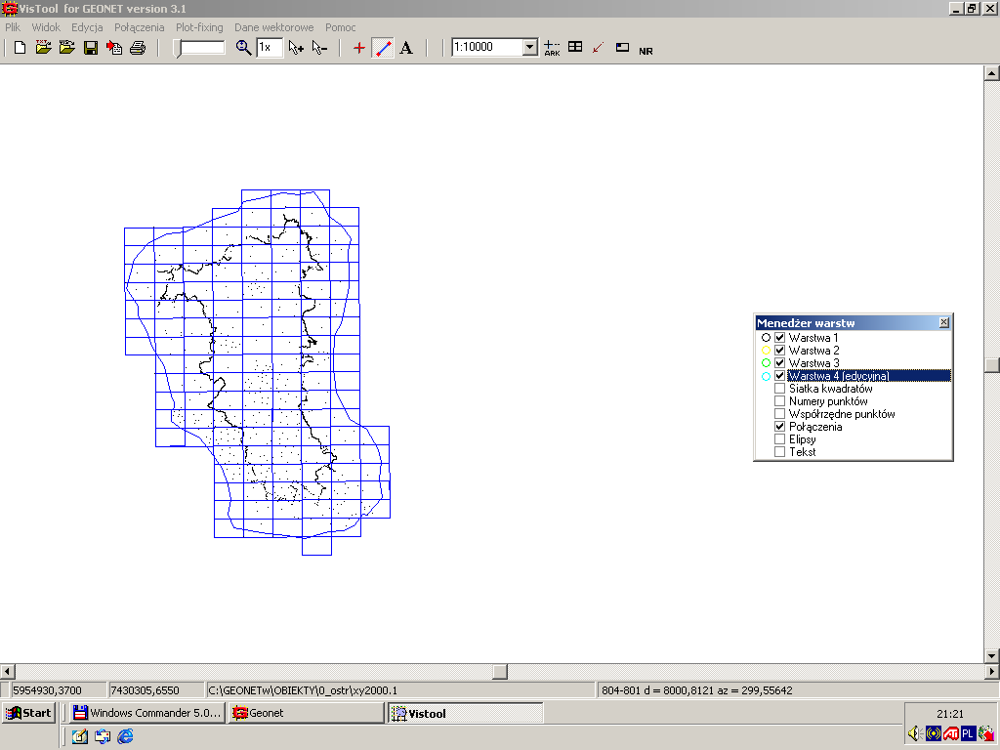 VisTool for GEONET version 3.1
Plik Widok Edycja Połączenia Plot-fixing Dane wektorowe Pomoc
TXT VIS 1x A 1:10000 ARK NR
Menedżer warstw
Warstwa 1
Warstwa 2
Warstwa 3
Warstwa 4 (edycyjna)
Siatka kwadratów
Numery punktów
Współrzędne punktów
Połączenia
Elipsy
Tekst
5954930,3700 7430305,6550 C:\GEONETw\OBIEKTY\0_ostr\xy2000.1 804-801 d = 8000,8121 az = 299,55642
Start Windows Commander 5.0... Geonet Vistool 21:21
PL